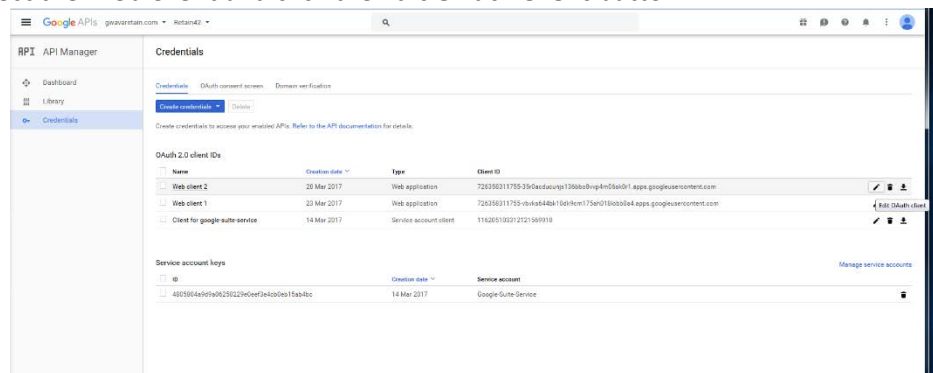 Google APIs gwavaretain.com Retain42
API API Manager
Credentials
Dashboard
Library
Credentials
Credentials OAuth consent screen Domain verification
Create credentials Delete
Create credentials to access your enabled APIs. Refer to the API documentation for details.
OAuth 2.0 client IDs
Name Creation date Type Client ID
Web client 2 28 Mar 2017 Web application
Web client 1 23 Mar 2017 Web application
Edit OAuth client
Client for google-suite-service 14 Mar 2017 Service account client
Service account keys Manage service accounts
ID Creation date Service account
14 Mar 2017 Google-Suite-Service